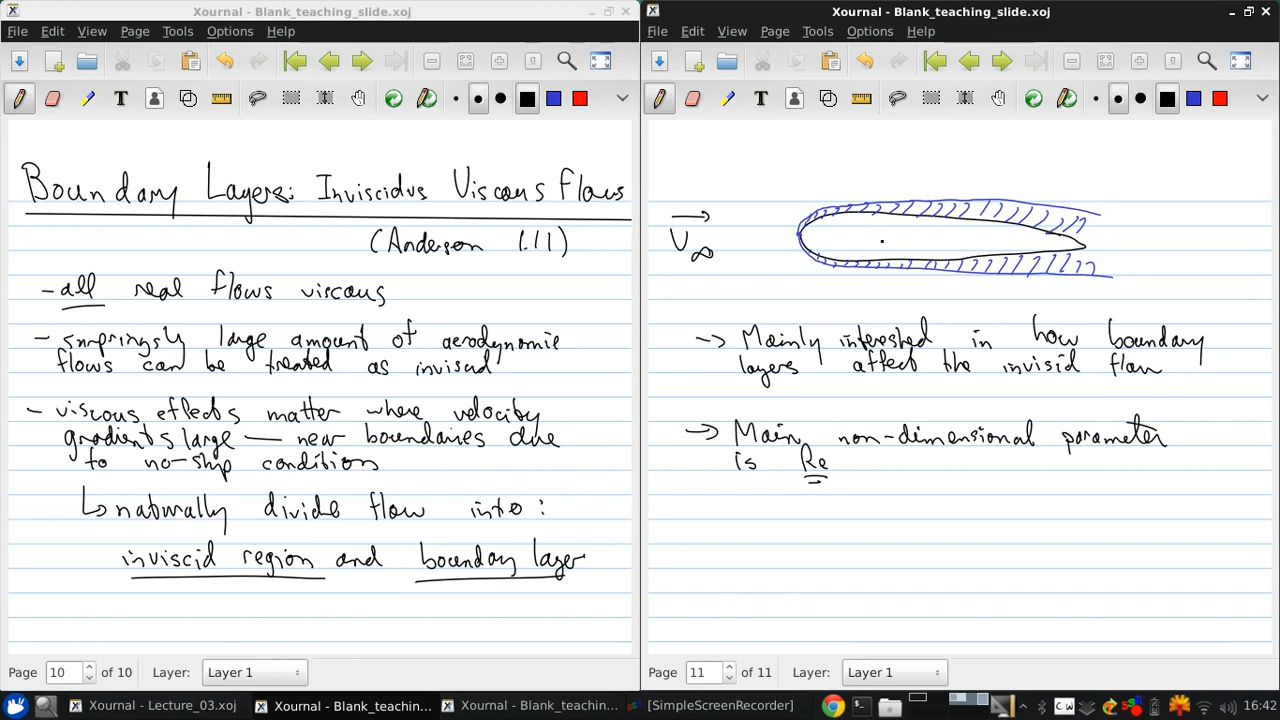 Xournal - Blank_teaching_slide.xoj
File Edit View Page Tools Options Help
Boundary Layers: Inviscid vs Viscous Flows
(Anderson 1.11)
- all real flows viscous
- surprisingly large amount of aerodynamic
flows can be treated as inviscid
- viscous effects matter where velocity
gradients large — near boundaries due
to no-slip condition
↳ naturally divide flow into:
inviscid region and boundary layer
Page 10 of 10 Layer: Layer 1
Xournal - Blank_teaching_slide.xoj
File Edit View Page Tools Options Help
V∞
→ Mainly interested in how boundary
layers affect the invisid flow
→ Main non-dimensional parameter
is Re
Page 11 of 11 Layer: Layer 1
Xournal - Lecture_03.xoj Xournal - Blank_teachin... Xournal - Blank_teachin... [SimpleScreenRecorder] 16:42